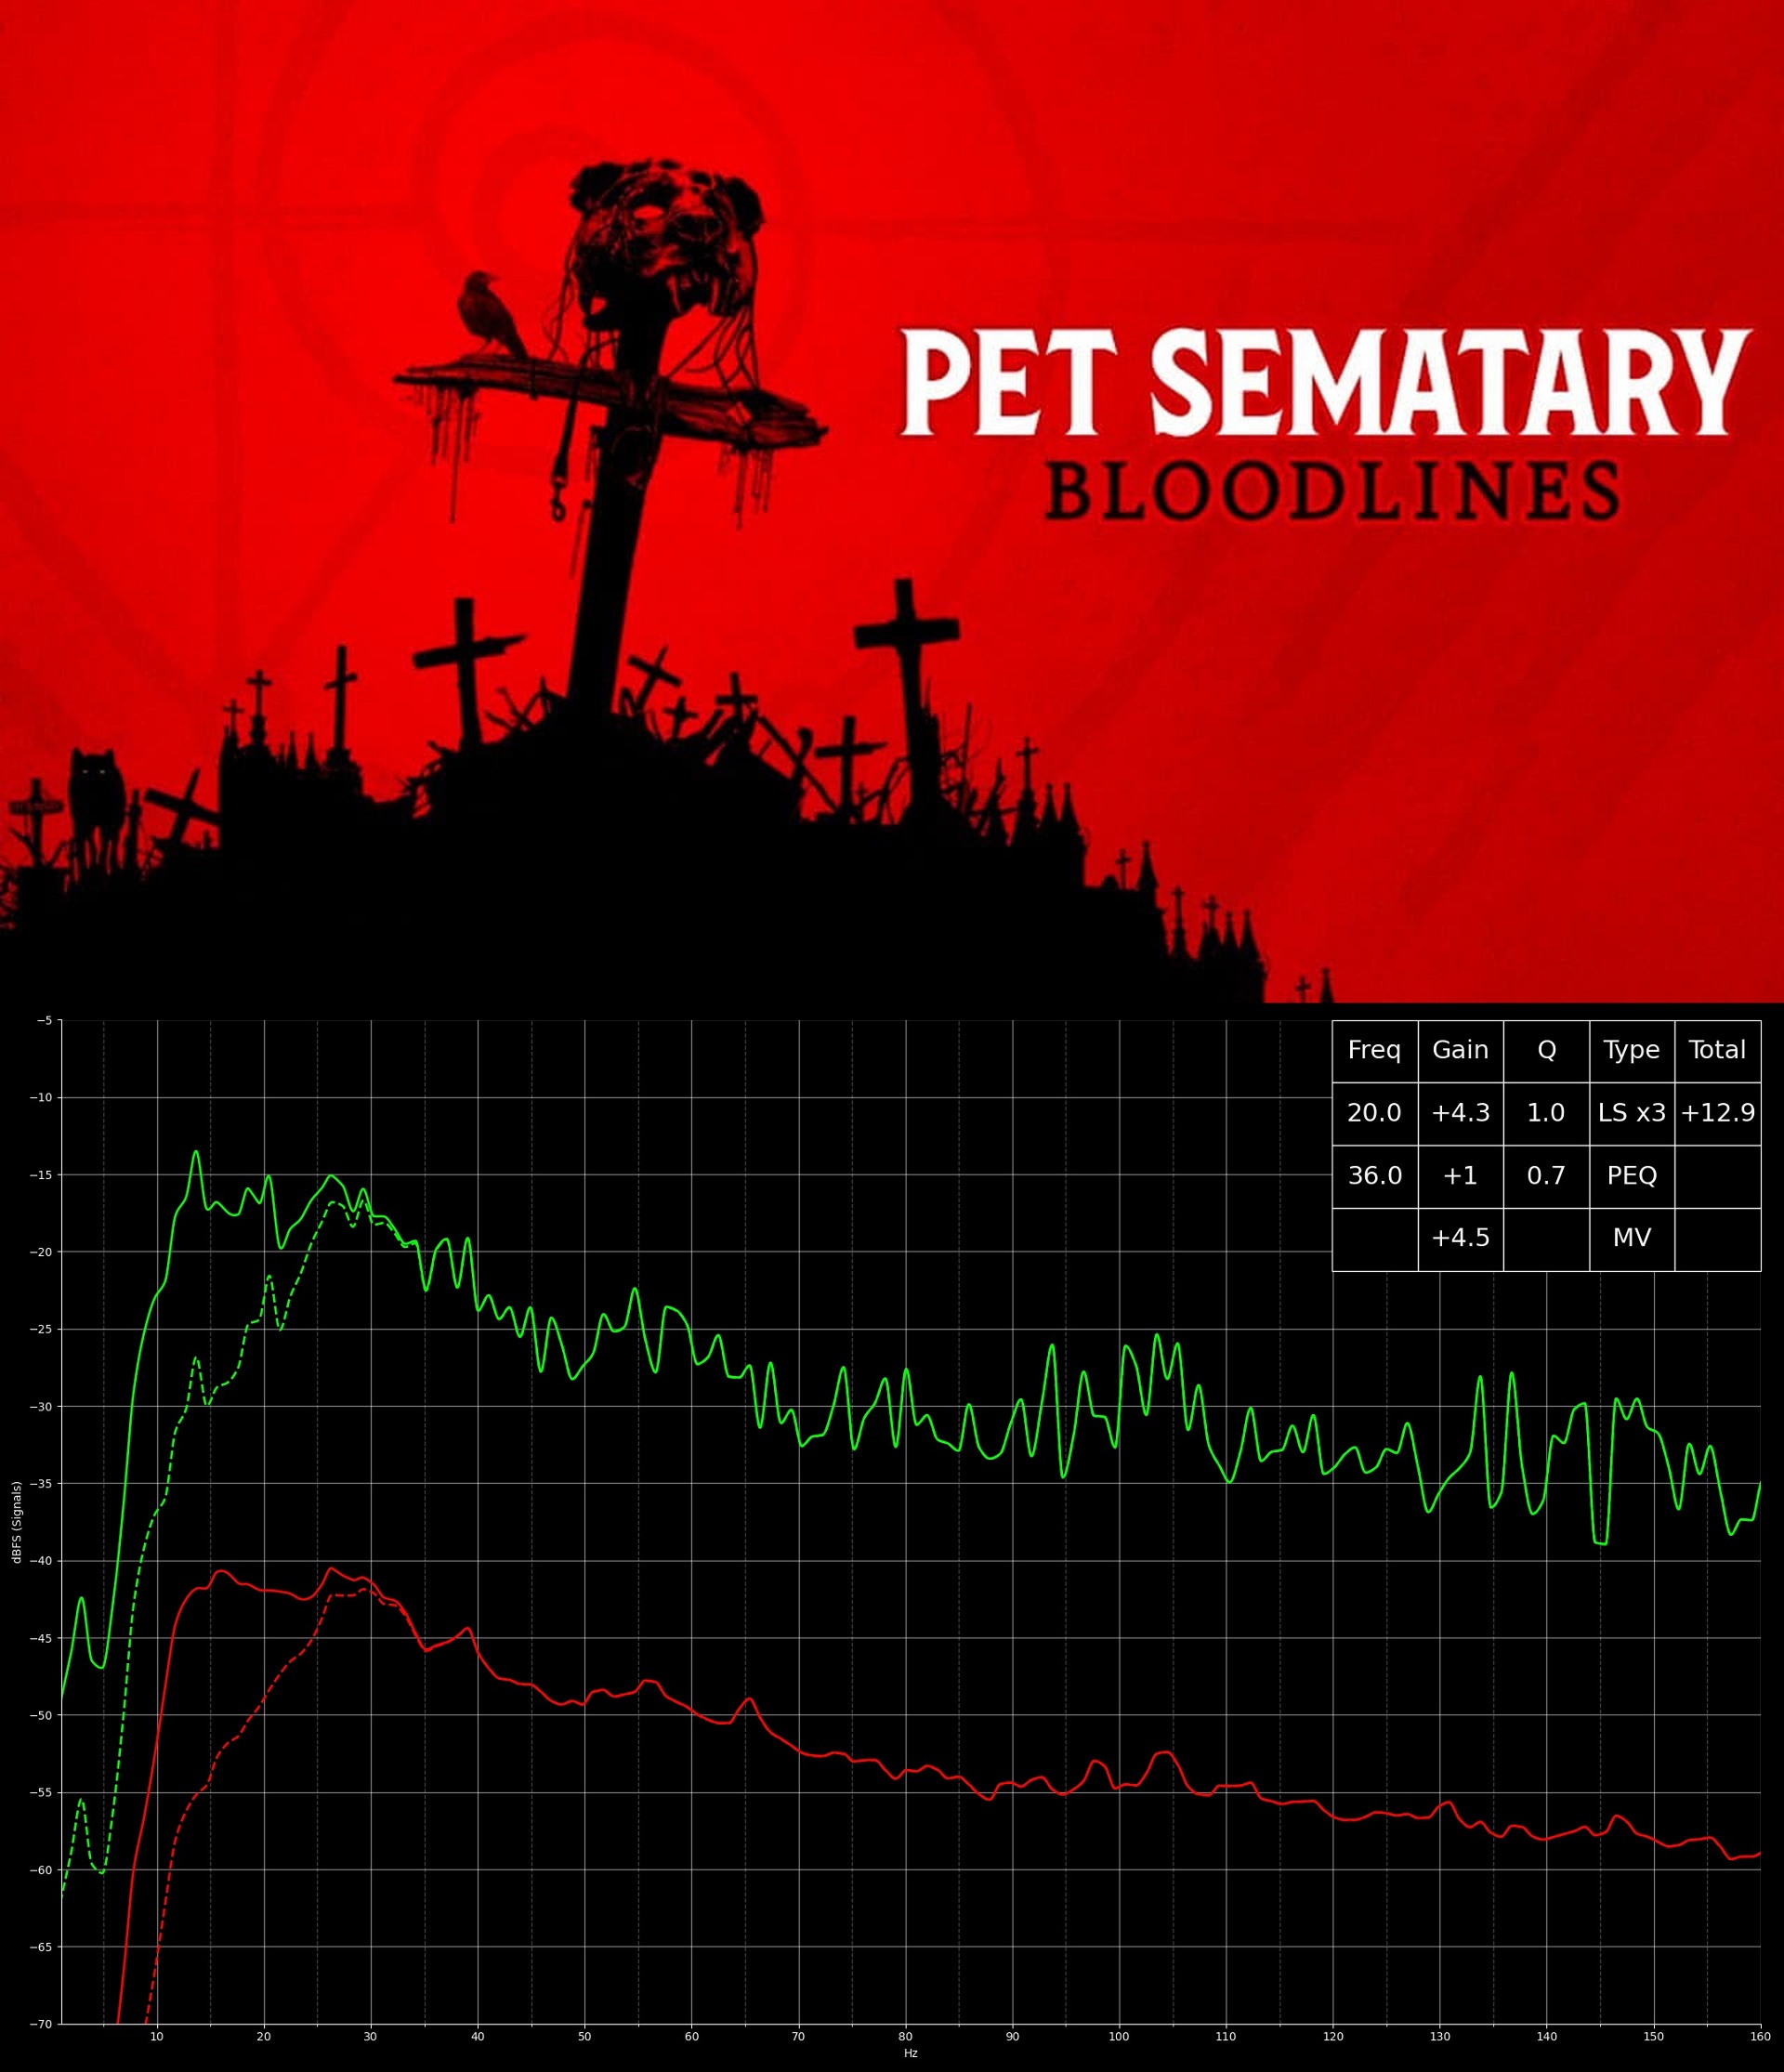 PET SEMATARY
BLOODLINES
Freq Gain Q Type Total
20.0 +4.3 1.0 LS x3 +12.9
36.0 +1 0.7 PEQ
+4.5 MV
−5
−10
−15
−20
−25
−30
−35
−40
−45
−50
−55
−60
−65
−70
dBFS (Signals)
10 20 30 40 50 60 70 80 90 100 110 120 130 140 150 160
Hz